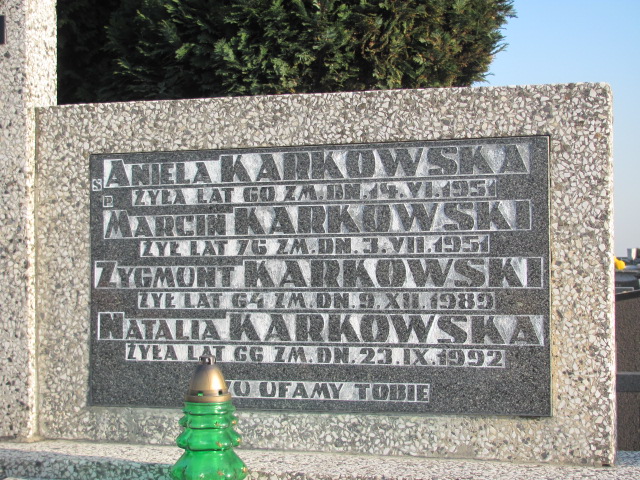 Ś. P.
ANIELA KARKOWSKA
ŻYŁA LAT 60 ZM. DN. 14.VI.1951
MARCIN KARKOWSKI
ŻYŁ LAT 76 ZM. DN. 3.VII.1951
ZYGMONT KARKOWSKI
ŻYŁ LAT 64 ZM. DN. 9.XII.1989
NATALIA KARKOWSKA
ŻYŁA LAT 66 ZM. DN. 23.IX.1992
UFAMY TOBIE